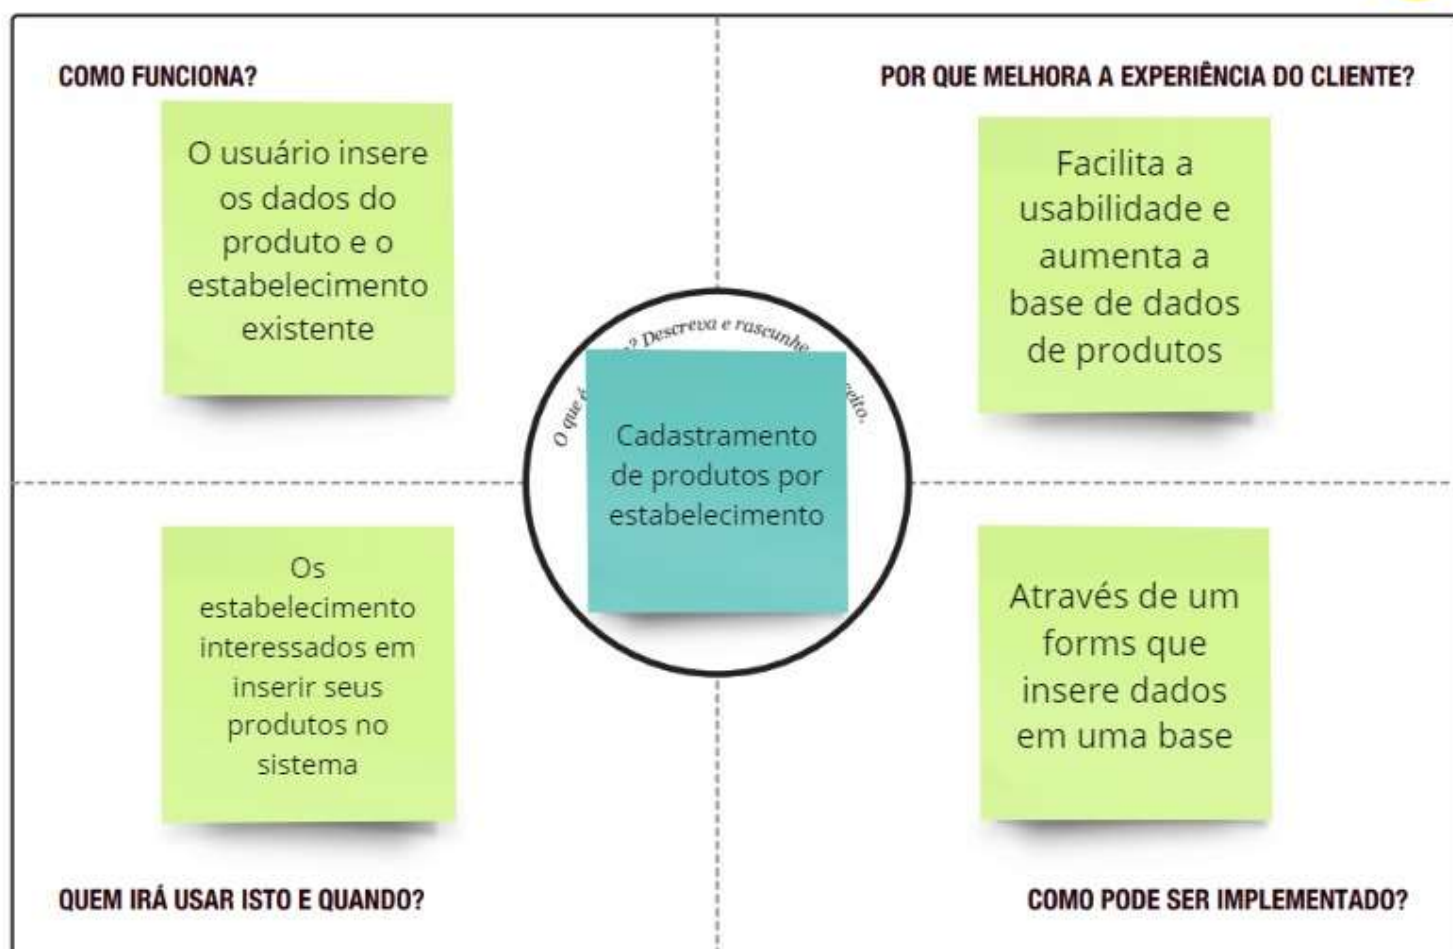 COMO FUNCIONA?
POR QUE MELHORA A EXPERIÊNCIA DO CLIENTE?
O usuário insere
os dados do
produto e o
estabelecimento
existente
Facilita a
usabilidade e
aumenta a
base de dados
de produtos
O que é ? Descreva e rascunhe
Cadastramento
de produtos por
estabelecimento
Os
estabelecimento
interessados em
inserir seus
produtos no
sistema
Através de um
forms que
insere dados
em uma base
QUEM IRÁ USAR ISTO E QUANDO?
COMO PODE SER IMPLEMENTADO?